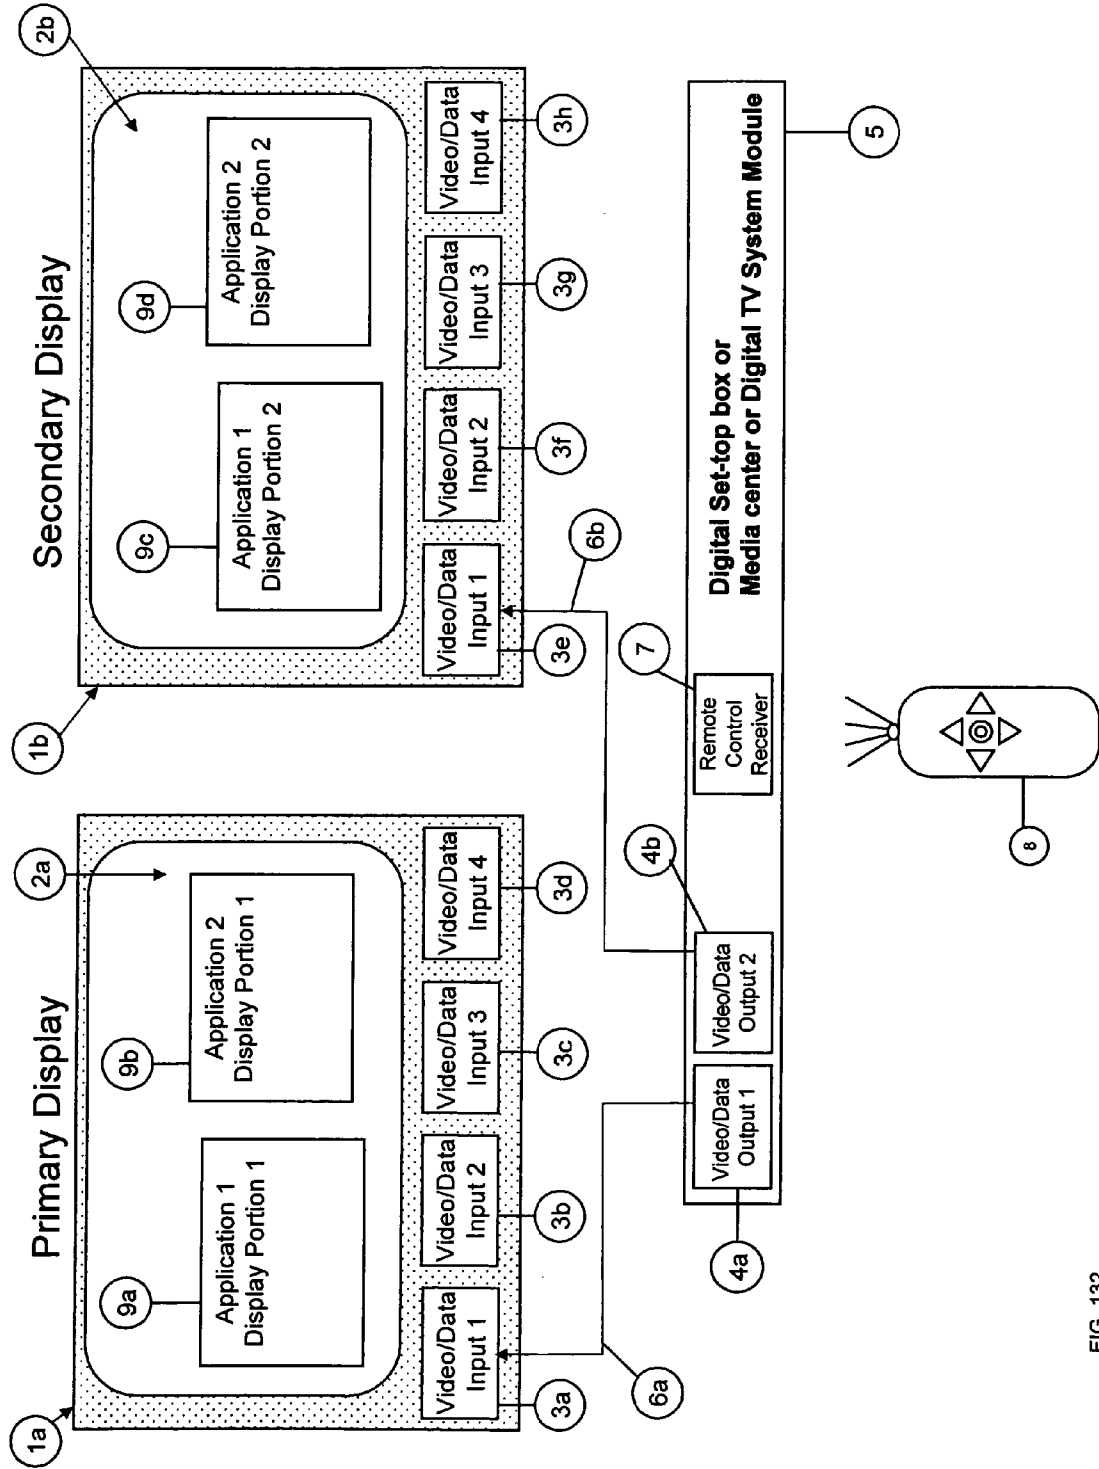 Primary Display
Secondary Display
1a
2a
1b
2b
9a
9b
9c
9d
Application 1
Display Portion 1
Application 2
Display Portion 1
Application 1
Display Portion 2
Application 2
Display Portion 2
Video/Data
Input 1
Video/Data
Input 2
Video/Data
Input 3
Video/Data
Input 4
Video/Data
Input 1
Video/Data
Input 2
Video/Data
Input 3
Video/Data
Input 4
3a
3b
3c
3d
3e
3f
3g
3h
6a
6b
4b
7
Video/Data
Output 1
Video/Data
Output 2
Remote
Control
Receiver
Digital Set-top box or
Media center or Digital TV System Module
4a
5
8
FIG. 132